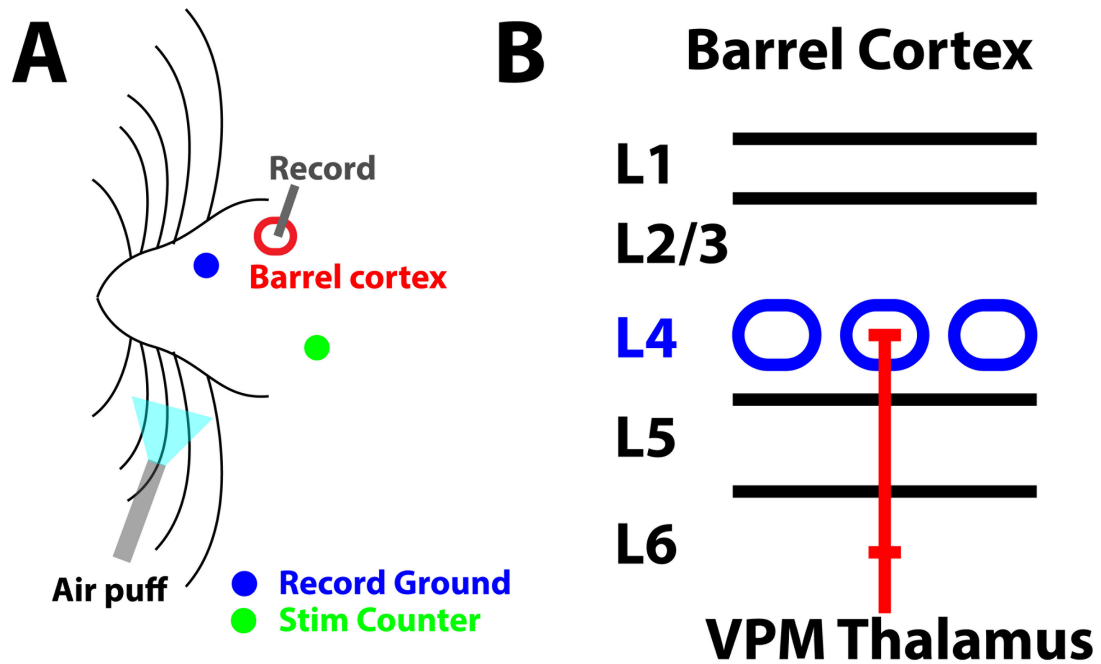 A
Record
Barrel cortex
Air puff
Record Ground
Stim Counter
B
Barrel Cortex
L1
L2/3
L4
L5
L6
VPM Thalamus